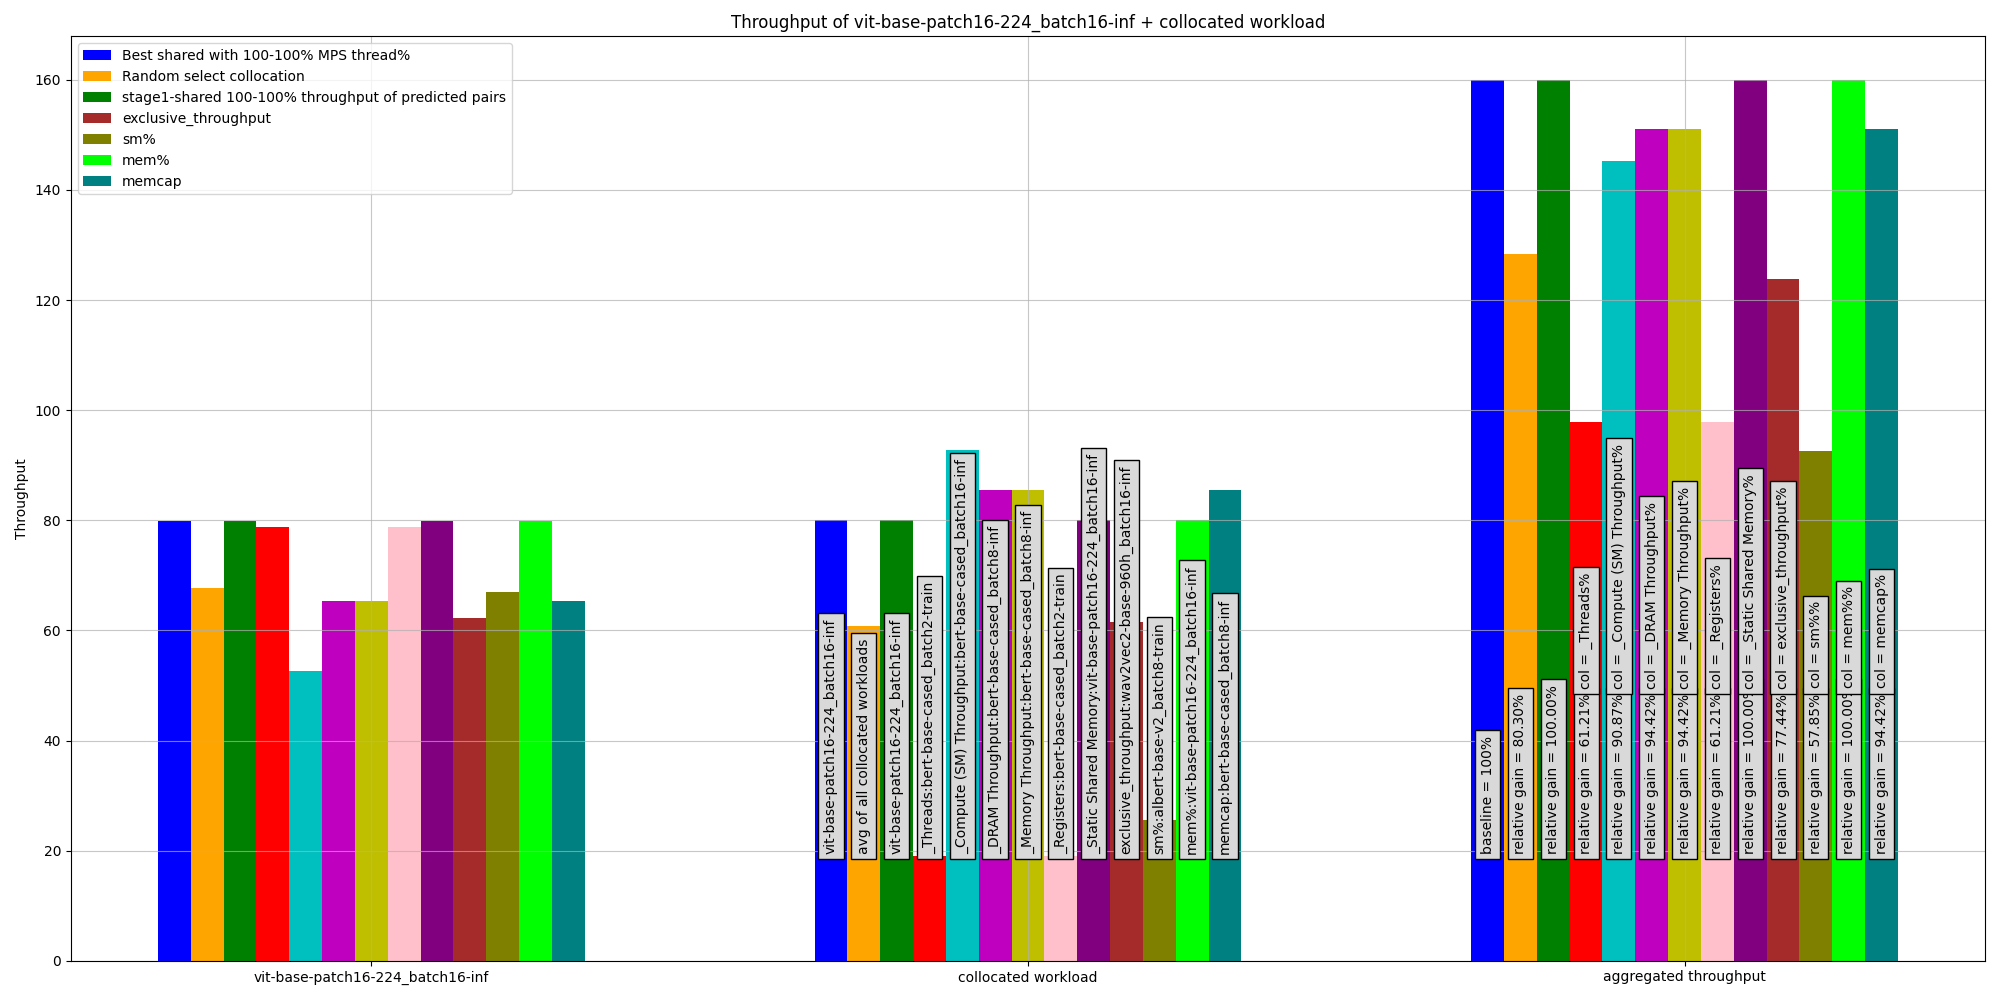 Throughput of vit-base-patch16-224_batch16-inf + collocated workload
Best shared with 100-100% MPS thread%
Random select collocation
stage1-shared 100-100% throughput of predicted pairs
exclusive_throughput
sm%
mem%
memcap
Throughput
160
140
120
100
80
60
40
20
0
vit-base-patch16-224_batch16-inf
avg of all collocated workloads
vit-base-patch16-224_batch16-inf
_Threads:bert-base-cased_batch2-train
_Compute (SM) Throughput:bert-base-cased_batch16-inf
_DRAM Throughput:bert-base-cased_batch8-inf
_Memory Throughput:bert-base-cased_batch8-inf
_Registers:bert-base-cased_batch2-train
_Static Shared Memory:vit-base-patch16-224_batch16-inf
exclusive_throughput:wav2vec2-base-960h_batch16-inf
sm%:albert-base-v2_batch8-train
mem%:vit-base-patch16-224_batch16-inf
memcap:bert-base-cased_batch8-inf
baseline = 100%
relative gain = 80.30%
relative gain = 100.00%
relative gain = 61.21%
col = _Threads%
relative gain = 90.87%
col = _Compute (SM) Throughput%
relative gain = 94.42%
col = _DRAM Throughput%
relative gain = 94.42%
col = _Memory Throughput%
relative gain = 61.21%
col = _Registers%
relative gain = 100.00%
col = _Static Shared Memory%
relative gain = 77.44%
col = exclusive_throughput%
relative gain = 57.85%
col = sm%%
relative gain = 100.00%
col = mem%%
relative gain = 94.42%
col = memcap%
vit-base-patch16-224_batch16-inf
collocated workload
aggregated throughput